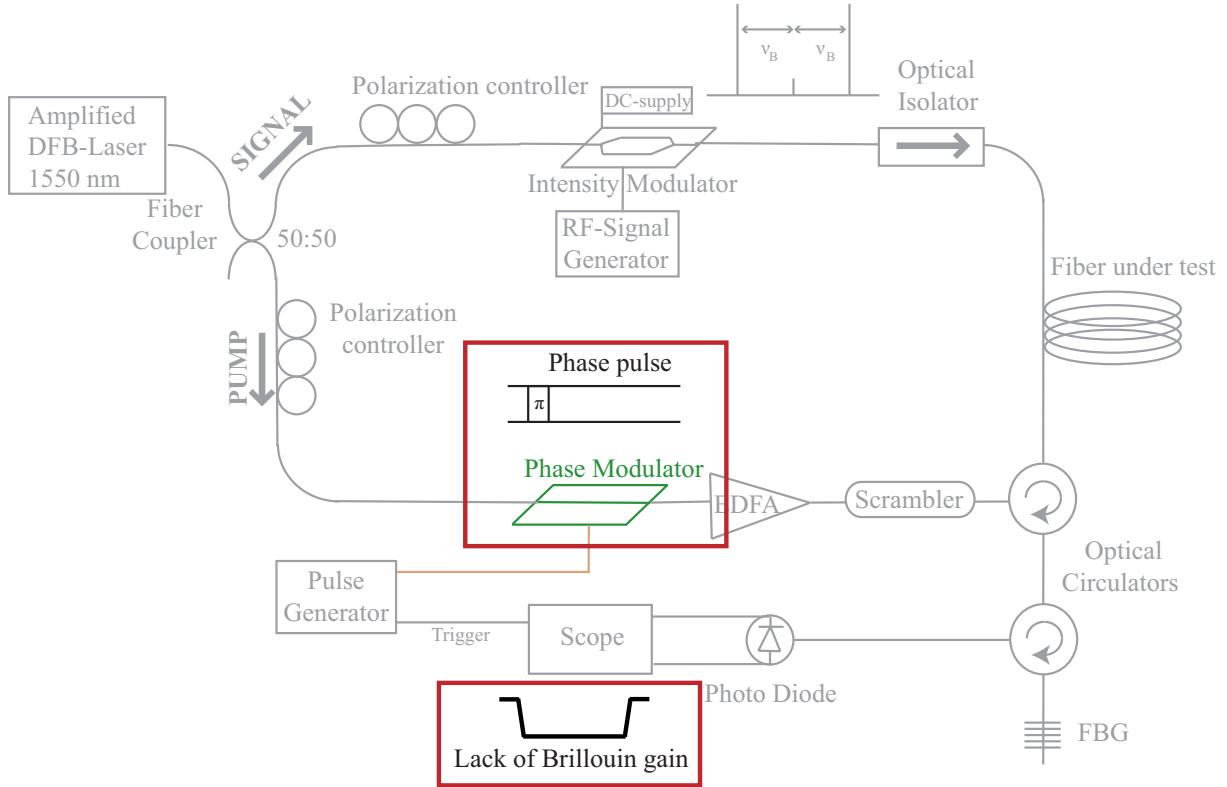 Amplified
DFB-Laser
1550 nm
SIGNAL
Polarization controller
DC-supply
ν_B
ν_B
Optical
Isolator
Intensity Modulator
RF-Signal
Generator
Fiber
Coupler
50:50
Fiber under test
PUMP
Polarization
controller
Phase pulse
π
Phase Modulator
EDFA
Scrambler
Optical
Circulators
Pulse
Generator
Trigger
Scope
Photo Diode
Lack of Brillouin gain
FBG